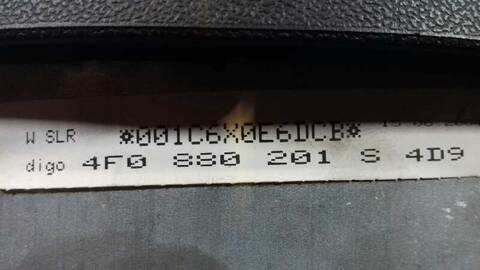 W SLR *001C6X0E6DCB*
digo 4F0 880 201 S 4D9